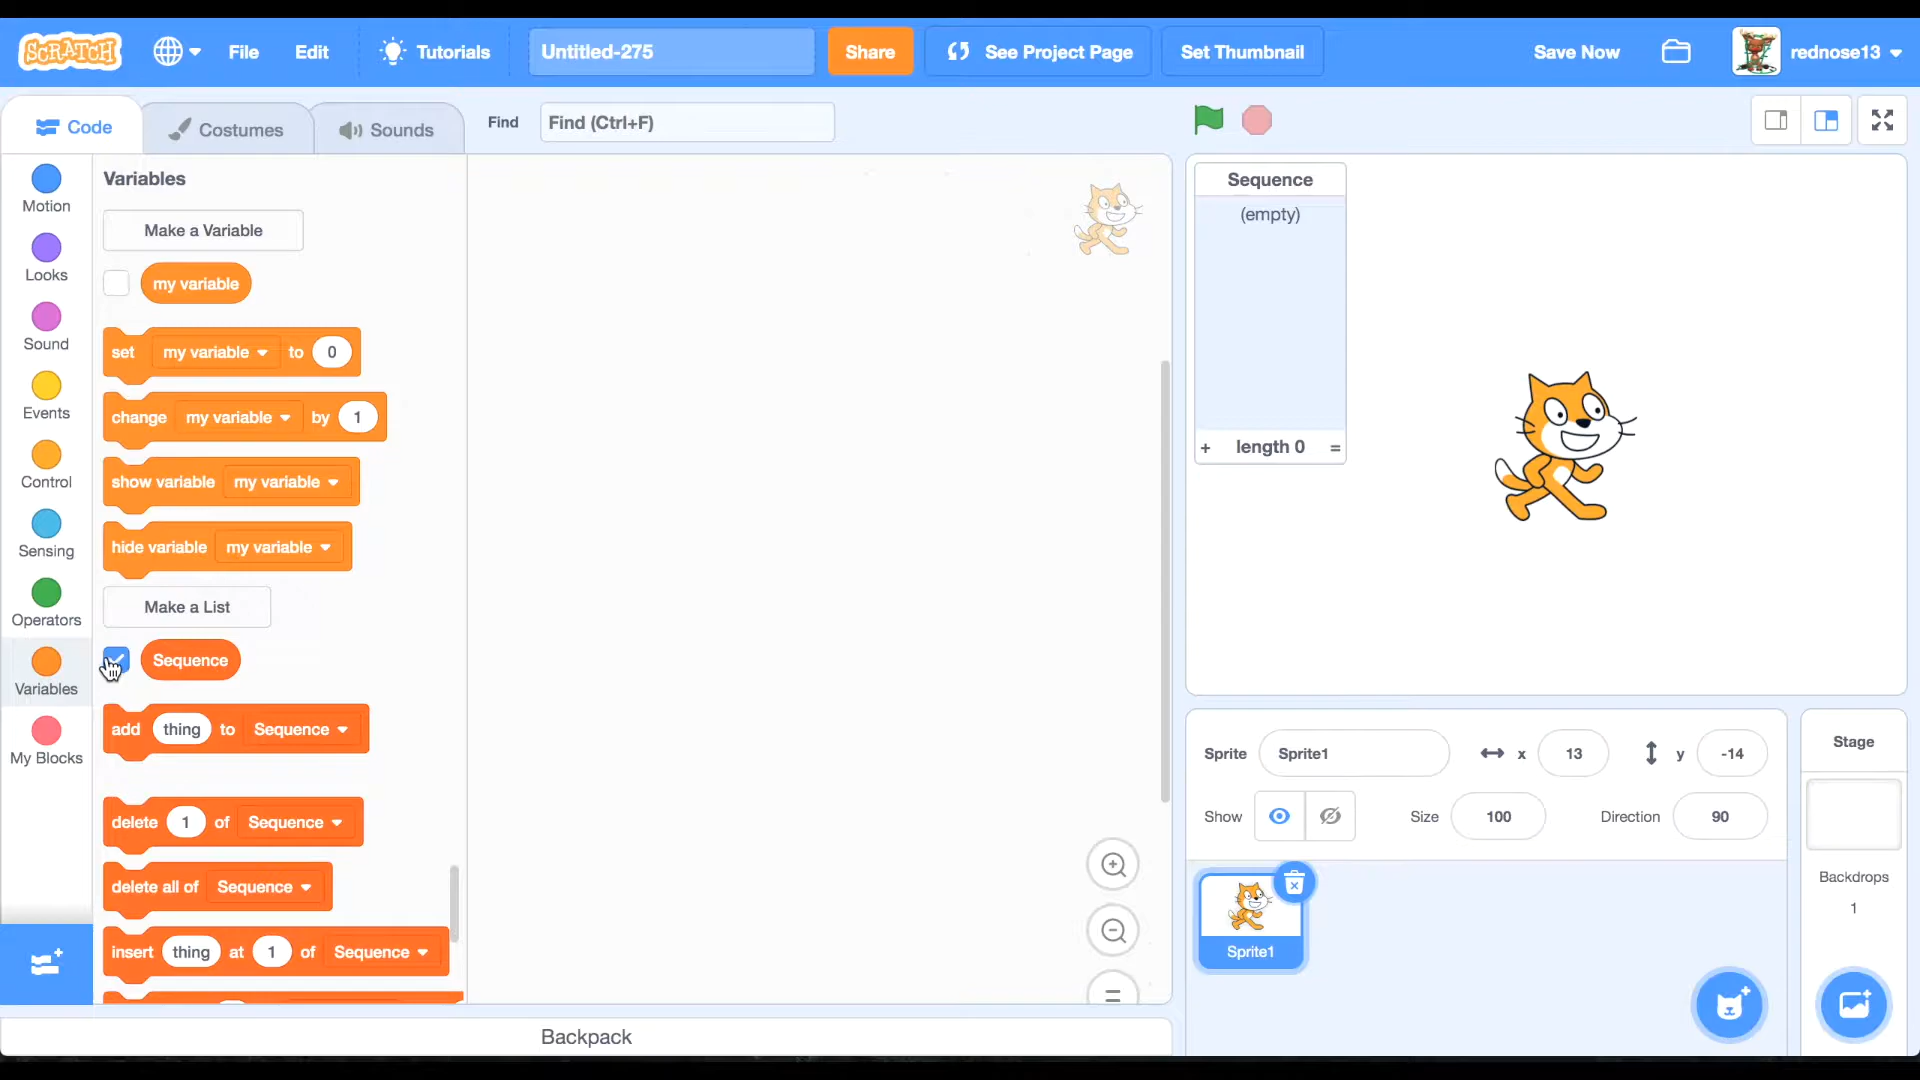 SCRATCH File Edit Tutorials Untitled-275 Share See Project Page Set Thumbnail Save Now rednose13
Code Costumes Sounds Find Find (Ctrl+F)
Motion
Looks
Sound
Events
Control
Sensing
Operators
Variables
My Blocks
Variables
Make a Variable
my variable
set my variable to 0
change my variable by 1
show variable my variable
hide variable my variable
Make a List
Sequence
add thing to Sequence
delete 1 of Sequence
delete all of Sequence
insert thing at 1 of Sequence
Backpack
Sequence
(empty)
+ length 0 =
Sprite Sprite1 x 13 y -14
Show Size 100 Direction 90
Sprite1
Stage
Backdrops
1